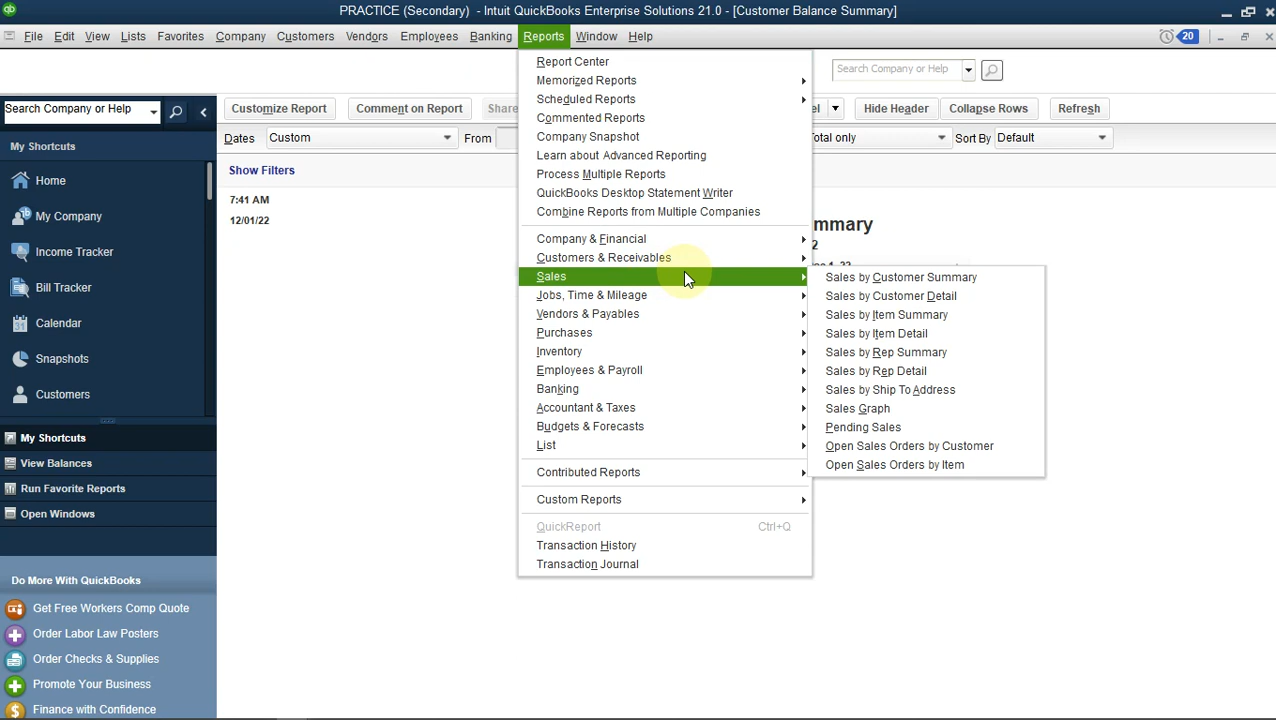 PRACTICE (Secondary) - Intuit QuickBooks Enterprise Solutions 21.0 - [Customer Balance Summary]
File Edit View Lists Favorites Company Customers Vendors Employees Banking Reports Window Help
20
Search Company or Help
Search Company or Help
Customize Report Comment on Report Hide Header Collapse Rows Refresh
Dates Custom From Sort By Default
My Shortcuts
Show Filters
7:41 AM
12/01/22
Home
My Company
Income Tracker
Bill Tracker
Calendar
31
Snapshots
Customers
My Shortcuts
View Balances
Run Favorite Reports
Open Windows
Do More With QuickBooks
Get Free Workers Comp Quote
Order Labor Law Posters
Order Checks & Supplies
Promote Your Business
Finance with Confidence
Report Center
Memorized Reports
Scheduled Reports
Commented Reports
Company Snapshot
Learn about Advanced Reporting
Process Multiple Reports
QuickBooks Desktop Statement Writer
Combine Reports from Multiple Companies
Company & Financial
Customers & Receivables
Sales
Jobs, Time & Mileage
Vendors & Payables
Purchases
Inventory
Employees & Payroll
Banking
Accountant & Taxes
Budgets & Forecasts
List
Contributed Reports
Custom Reports
QuickReport Ctrl+Q
Transaction History
Transaction Journal
Sales by Customer Summary
Sales by Customer Detail
Sales by Item Summary
Sales by Item Detail
Sales by Rep Summary
Sales by Rep Detail
Sales by Ship To Address
Sales Graph
Pending Sales
Open Sales Orders by Customer
Open Sales Orders by Item